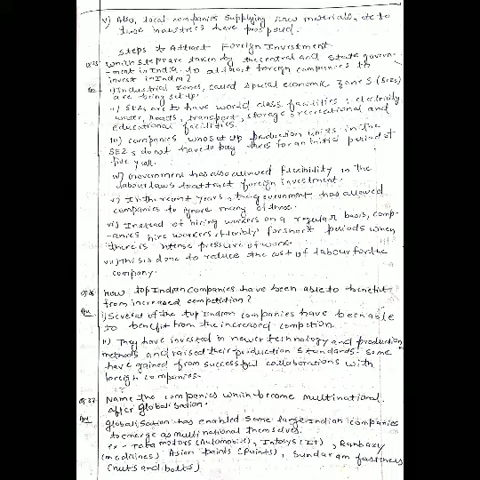 v) Also, local companies supplying raw materials, etc to
these industries have prospered.
Steps to Attract Foreign Investment
Which steps are taken by the central and state govern-
-ment in India to attract foreign companies to
invest in India?
i) Industrial zones, called special economic zones (SEZs)
are being set up.
ii) SEZs are to have world class facilities: electricity
water, roads, transport, storage, recreational and
educational facilities.
iii) Companies who set up production units in the
SEZs do not have to pay taxes for an initial period of
five years.
iv) Government has also allowed flexibility in the
labour laws to attract foreign investment.
v) In the recent years, the government has allowed
companies to ignore many of these.
vi) Instead of hiring workers on a regular basis, comp-
-anies hire workers flexibly for short periods when
there is intense pressure of work.
vii) This is done to reduce the cost of labour for the
company.
How top Indian companies have been able to benefit
from increased competition?
i) Several of the top Indian companies have been able
to benefit from the increased competion.
ii) They have invested in newer technology and production
methods and raised their production standards. Some
have gained from successful collaborations with
foreign companies.
Q.27 Name the companies which become multinational
after globalisation.
Globalisation has enabled some large Indian companies
to emerge as multinational themselves.
ex - Tata motors (Automobile), Infosys (IT), Ranbaxy
(medicines) Asian paints (Paints), Sundaram fasteners
(nuts and bolts)